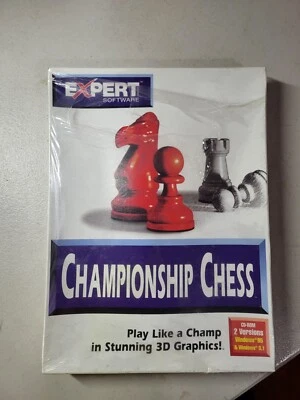 EXPERT
SOFTWARE
CHAMPIONSHIP CHESS
Play Like a Champ
in Stunning 3D Graphics!
CD-ROM
2 Versions
Windows 95
& Windows 3.1